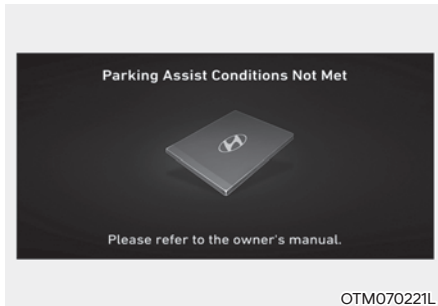 Parking Assist Conditions Not Met
Please refer to the owner's manual.
OTM070221L